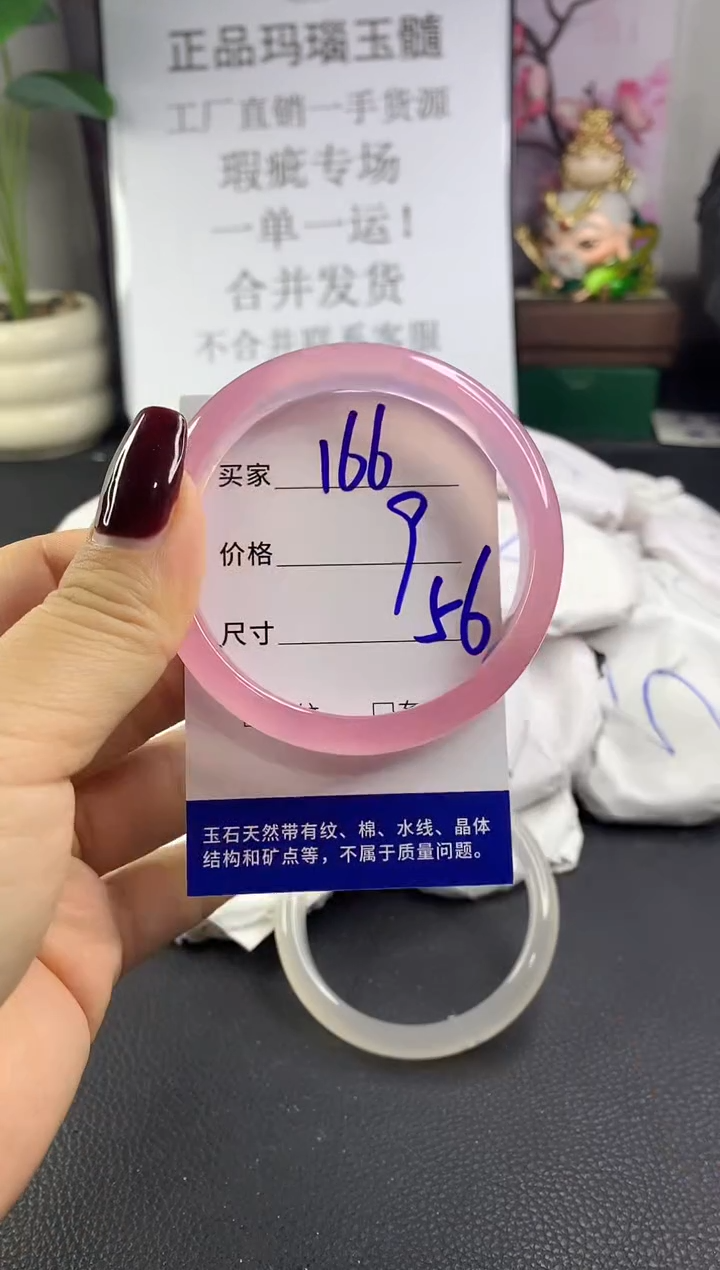 正品玛瑙玉髓
工厂直销一手货源
瑕疵专场
一单一运！
合并发货
不合并联系客服
买家 166
价格 9
尺寸 56
玉石天然带有纹、棉、水线、晶体
结构和矿点等，不属于质量问题。